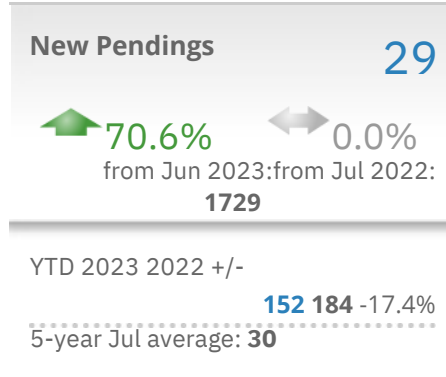 New Pendings
29
70.6% 0.0%
from Jun 2023:from Jul 2022:
1729
YTD 2023 2022 +/-
152 184 -17.4%
5-year Jul average: 30